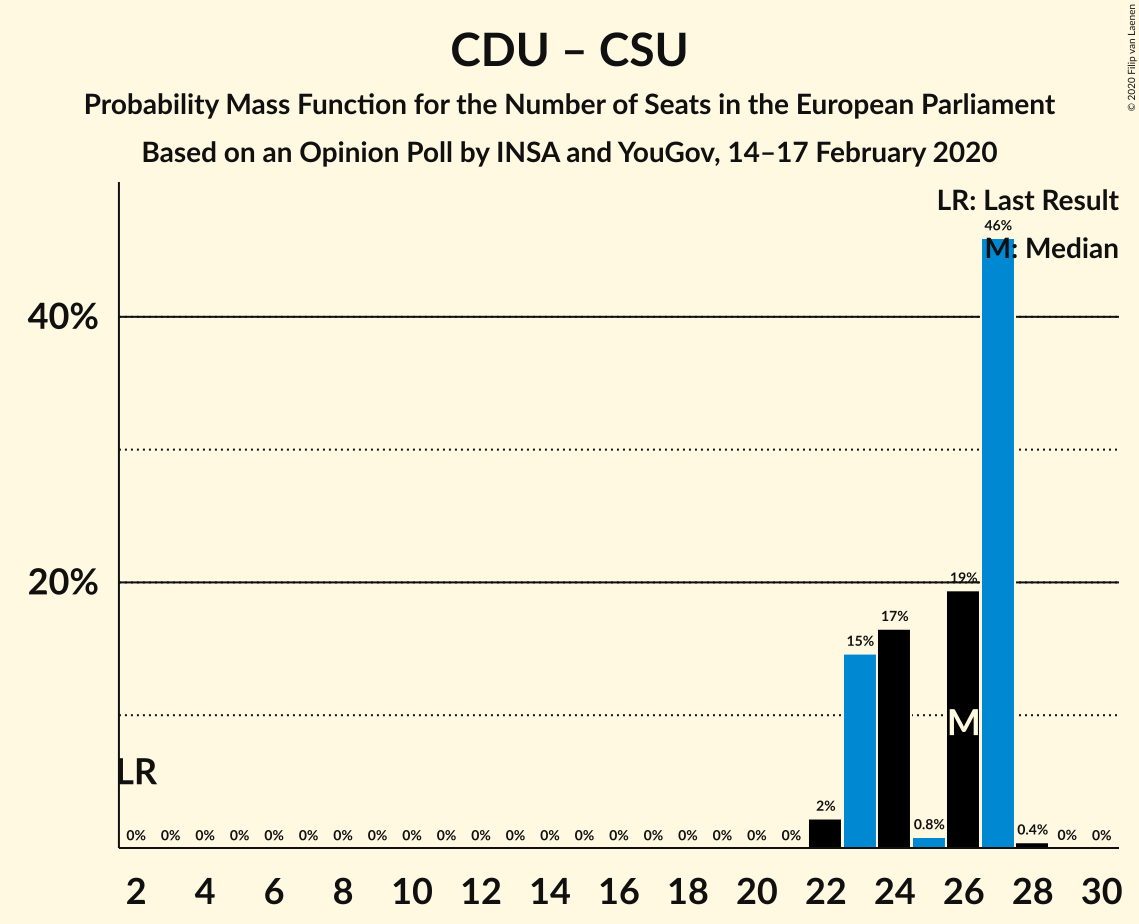 CDU – CSU
Probability Mass Function for the Number of Seats in the European Parliament
Based on an Opinion Poll by INSA and YouGov, 14–17 February 2020
© 2020 Filip van Laenen
LR: Last Result
M: Median
46%
40%
20%
19%
17%
15%
M
LR
2%
0.8%
0.4%
0% 0% 0% 0% 0% 0% 0% 0% 0% 0% 0% 0% 0% 0% 0% 0% 0% 0% 0% 0% 0% 0%
2 4 6 8 10 12 14 16 18 20 22 24 26 28 30